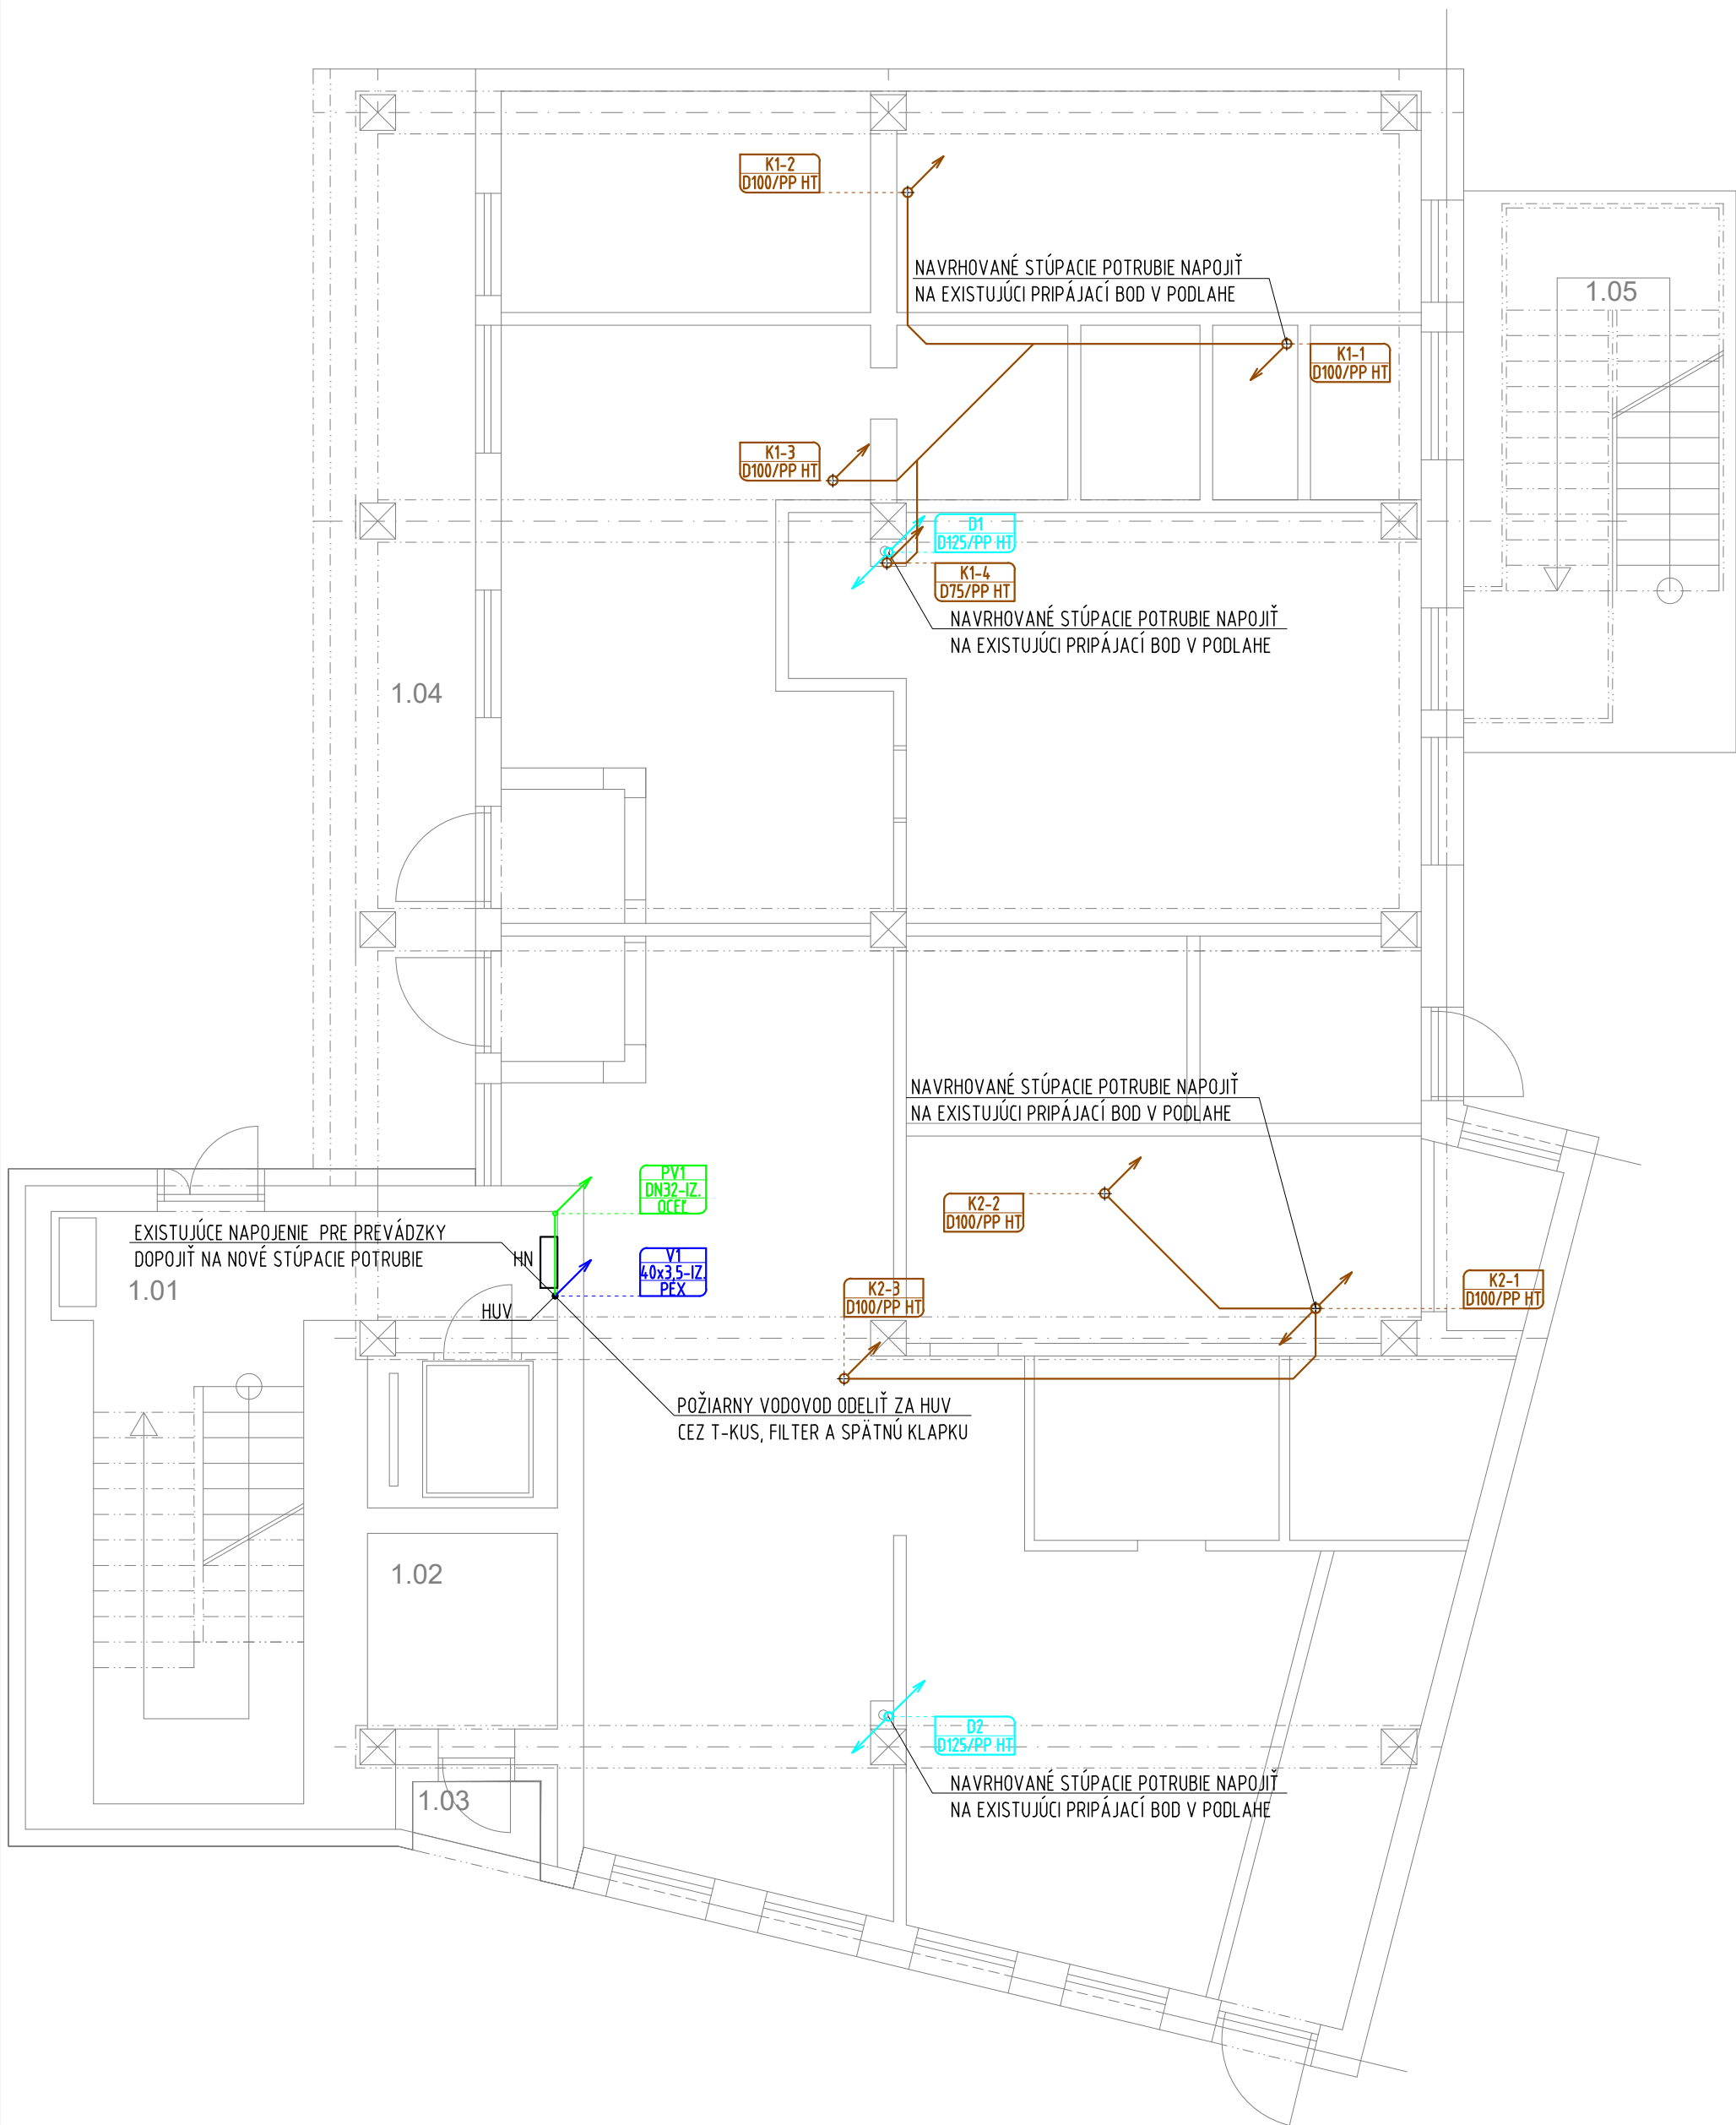 K1-2
D100/PP HT
NAVRHOVANÉ STÚPACIE POTRUBIE NAPOJIŤ
NA EXISTUJÚCI PRIPÁJACÍ BOD V PODLAHE
1.05
K1-1
D100/PP HT
K1-3
D100/PP HT
D1
D125/PP HT
K1-4
D75/PP HT
NAVRHOVANÉ STÚPACIE POTRUBIE NAPOJIŤ
NA EXISTUJÚCI PRIPÁJACÍ BOD V PODLAHE
1.04
NAVRHOVANÉ STÚPACIE POTRUBIE NAPOJIŤ
NA EXISTUJÚCI PRIPÁJACÍ BOD V PODLAHE
PV1
DN32-IZ.
OCEĽ
K2-2
D100/PP HT
EXISTUJÚCE NAPOJENIE PRE PREVÁDZKY
DOPOJIŤ NA NOVÉ STÚPACIE POTRUBIE
HN
V1
40x3,5-IZ.
PEX
1.01
HUV
K2-3
D100/PP HT
K2-1
D100/PP HT
POŽIARNY VODOVOD ODELIŤ ZA HUV
CEZ T-KUS, FILTER A SPÄTNÚ KLAPKU
1.02
D2
D125/PP HT
NAVRHOVANÉ STÚPACIE POTRUBIE NAPOJIŤ
NA EXISTUJÚCI PRIPÁJACÍ BOD V PODLAHE
1.03